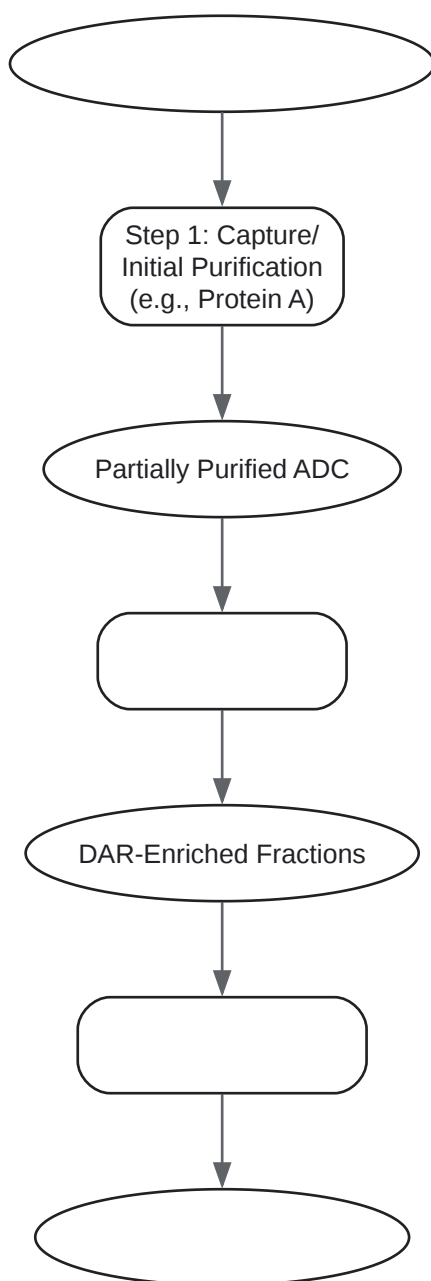 Step 1: Capture/
Initial Purification
(e.g., Protein A)
Partially Purified ADC
DAR-Enriched Fractions